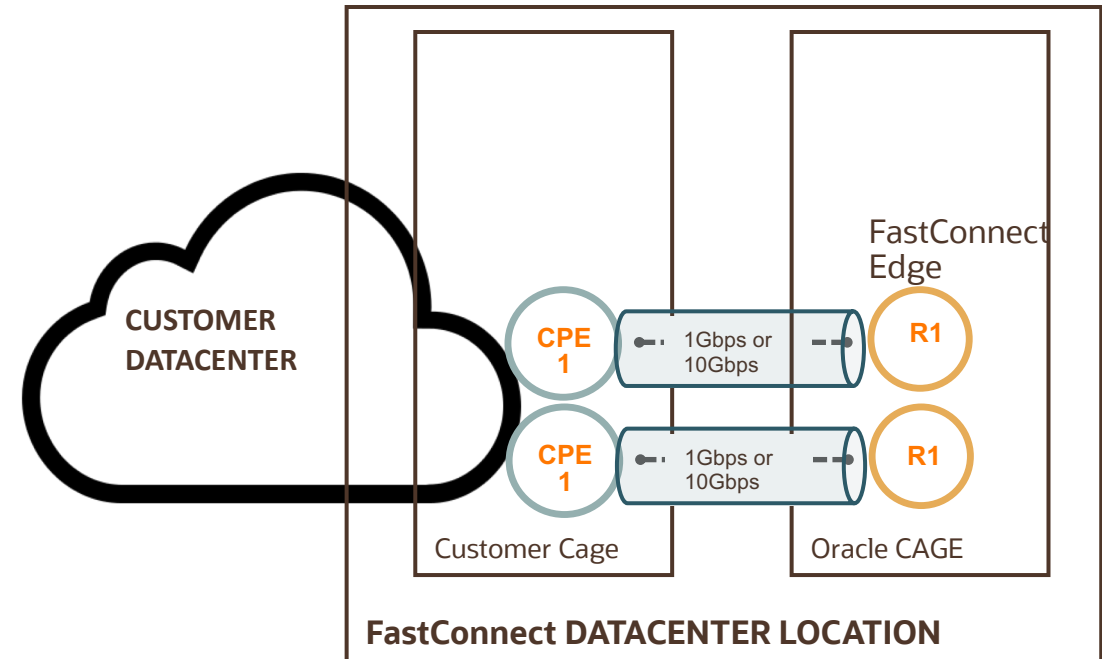 FastConnect
Edge
CUSTOMER
DATACENTER
CPE
1
1Gbps or
10Gbps
R1
CPE
1
1Gbps or
10Gbps
R1
Customer Cage
Oracle CAGE
FastConnect DATACENTER LOCATION